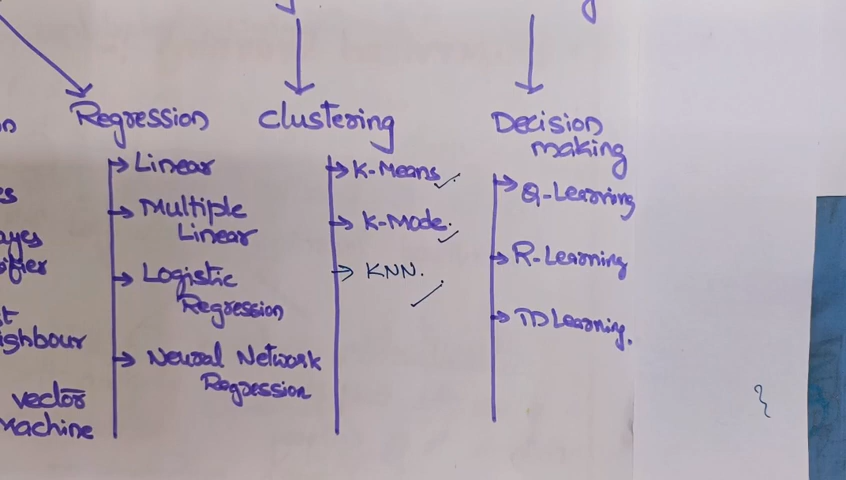 Regression
Linear
Multiple
Linear
Logistic
Regression
Neural Network
Regression
clustering
K-Means
K-Mode.
KNN.
Decision
making
Q-Learning
R-Learning
TD Learning.
vector